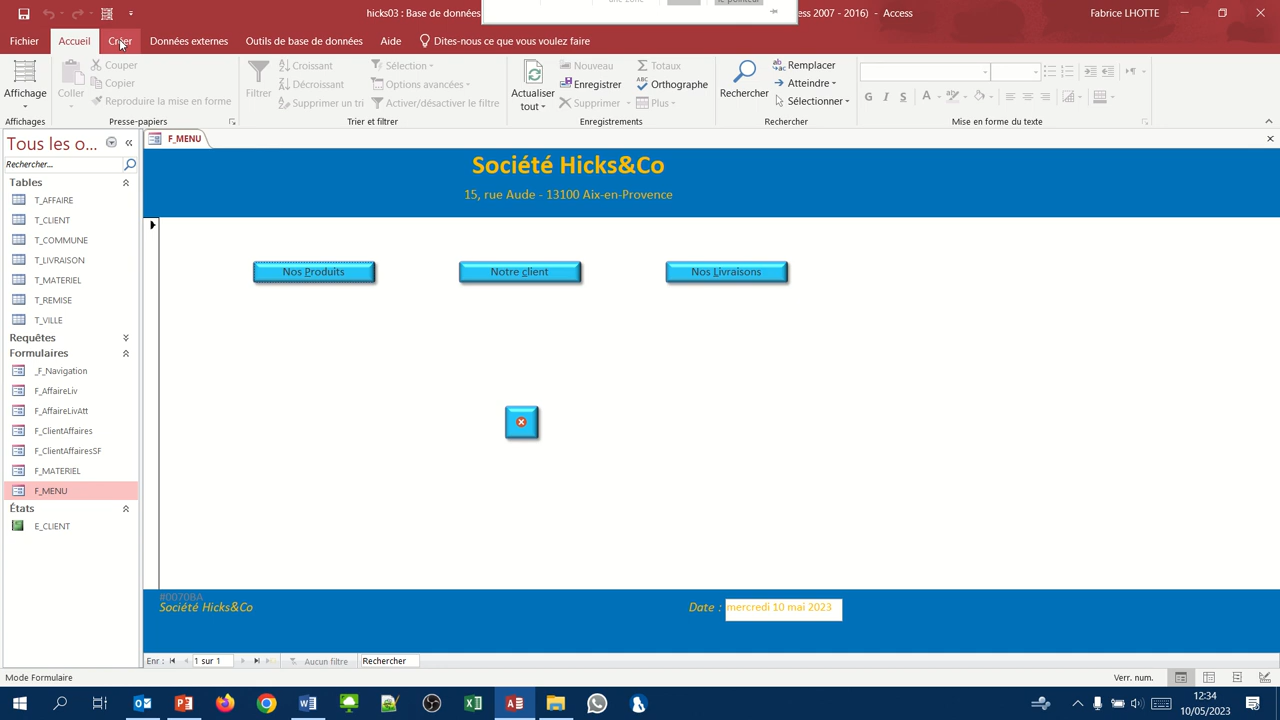 une zone
le pointeur
hicks03 : Base de données
ess 2007 - 2016) - Access
Fabrice LHOTTE
Fichier
Accueil
Créer
Données externes
Outils de base de données
Aide
Dites-nous ce que vous voulez faire
Affichage
Affichages
Coller
Couper
Copier
Reproduire la mise en forme
Presse-papiers
Filtrer
Croissant
Décroissant
Supprimer un tri
Sélection
Options avancées
Activer/désactiver le filtre
Trier et filtrer
Actualiser
tout
Nouveau
Enregistrer
Supprimer
Totaux
Orthographe
Plus
Enregistrements
Rechercher
Remplacer
Atteindre
Sélectionner
Rechercher
G I S A
Mise en forme du texte
Tous les o...
Rechercher...
Tables
T_AFFAIRE
T_CLIENT
T_COMMUNE
T_LIVRAISON
T_MATERIEL
T_REMISE
T_VILLE
Requêtes
Formulaires
_F_Navigation
F_AffaireLiv
F_AffaireLivAtt
F_ClientAffaires
F_ClientAffairesSF
F_MATERIEL
F_MENU
États
E_CLIENT
F_MENU
Société Hicks&Co
15, rue Aude - 13100 Aix-en-Provence
Nos Produits
Notre client
Nos Livraisons
#0070BA
Société Hicks&Co
Date : mercredi 10 mai 2023
Enr : 1 sur 1
Aucun filtre
Rechercher
Mode Formulaire
Verr. num.
12:34
10/05/2023